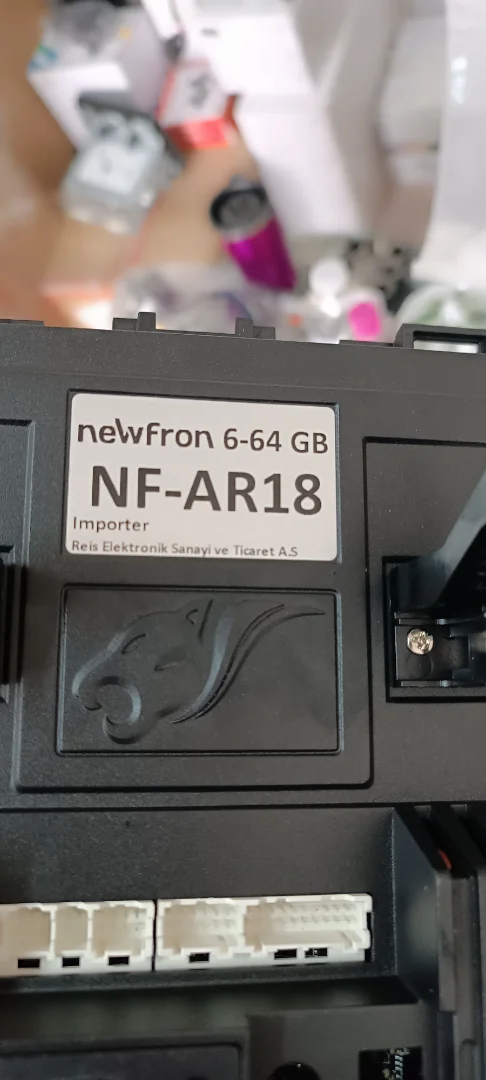 newfron 6-64 GB
NF-AR18
Importer
Reis Elektronik Sanayi ve Ticaret A.S